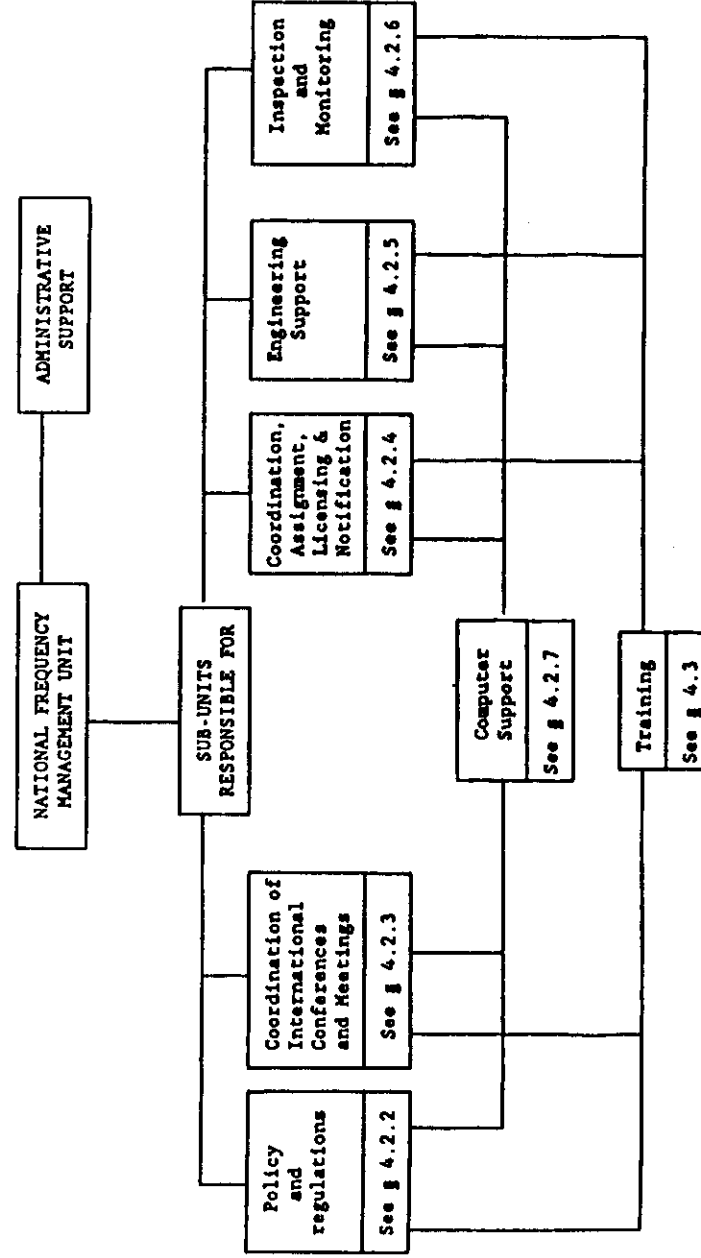 NATIONAL FREQUENCY
MANAGEMENT UNIT
ADMINISTRATIVE
SUPPORT
SUB-UNITS
RESPONSIBLE FOR
Policy
and
regulations
See § 4.2.2
Coordination of
International
Conferences
and Meetings
See § 4.2.3
Coordination,
Assignment,
Licensing &
Notification
See § 4.2.4
Engineering
Support
See § 4.2.5
Inspection
and
Monitoring
See § 4.2.6
Computer
Support
See § 4.2.7
Training
See § 4.3